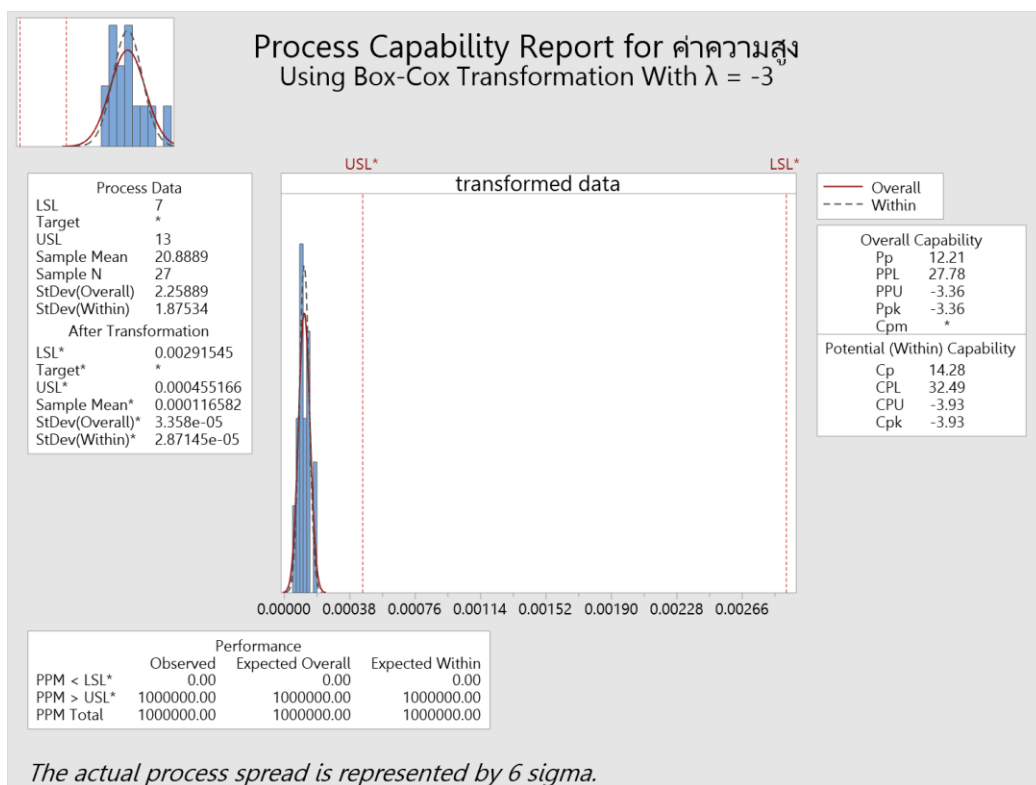 Process Capability Report for ค่าความสูง
Using Box-Cox Transformation With λ = -3
USL* LSL*
transformed data
Process Data
LSL 7
Target *
USL 13
Sample Mean 20.8889
Sample N 27
StDev(Overall) 2.25889
StDev(Within) 1.87534
After Transformation
LSL* 0.00291545
Target* *
USL* 0.000455166
Sample Mean* 0.000116582
StDev(Overall)* 3.358e-05
StDev(Within)* 2.87145e-05
Overall
Within
Overall Capability
Pp 12.21
PPL 27.78
PPU -3.36
Ppk -3.36
Cpm *
Potential (Within) Capability
Cp 14.28
CPL 32.49
CPU -3.93
Cpk -3.93
0.00000 0.00038 0.00076 0.00114 0.00152 0.00190 0.00228 0.00266
Performance
Observed Expected Overall Expected Within
PPM < LSL* 0.00 0.00 0.00
PPM > USL* 1000000.00 1000000.00 1000000.00
PPM Total 1000000.00 1000000.00 1000000.00
The actual process spread is represented by 6 sigma.